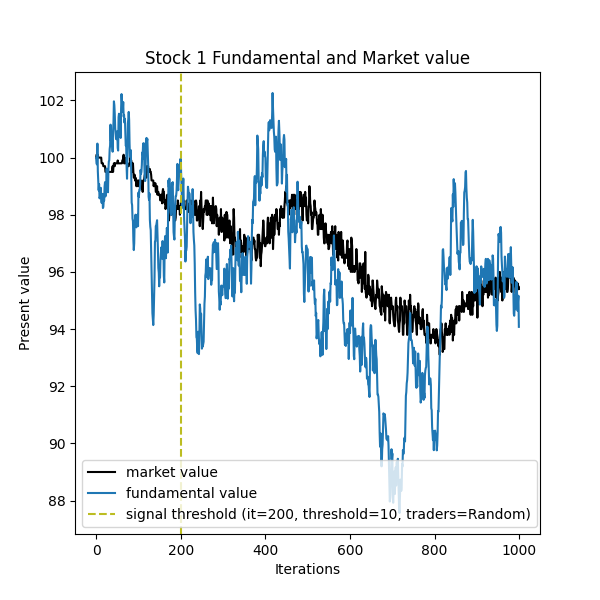 Stock 1 Fundamental and Market value
102
100
98
96
94
92
90
88
Present value
market value
fundamental value
signal threshold (it=200, threshold=10, traders=Random)
0 200 400 600 800 1000
Iterations